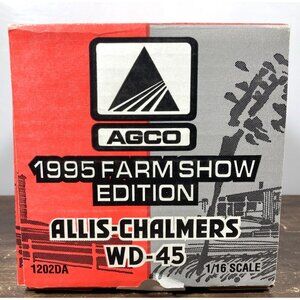 AGCO
1995 FARM SHOW
EDITION
ALLIS-CHALMERS
WD-45
1202DA
1/16 SCALE